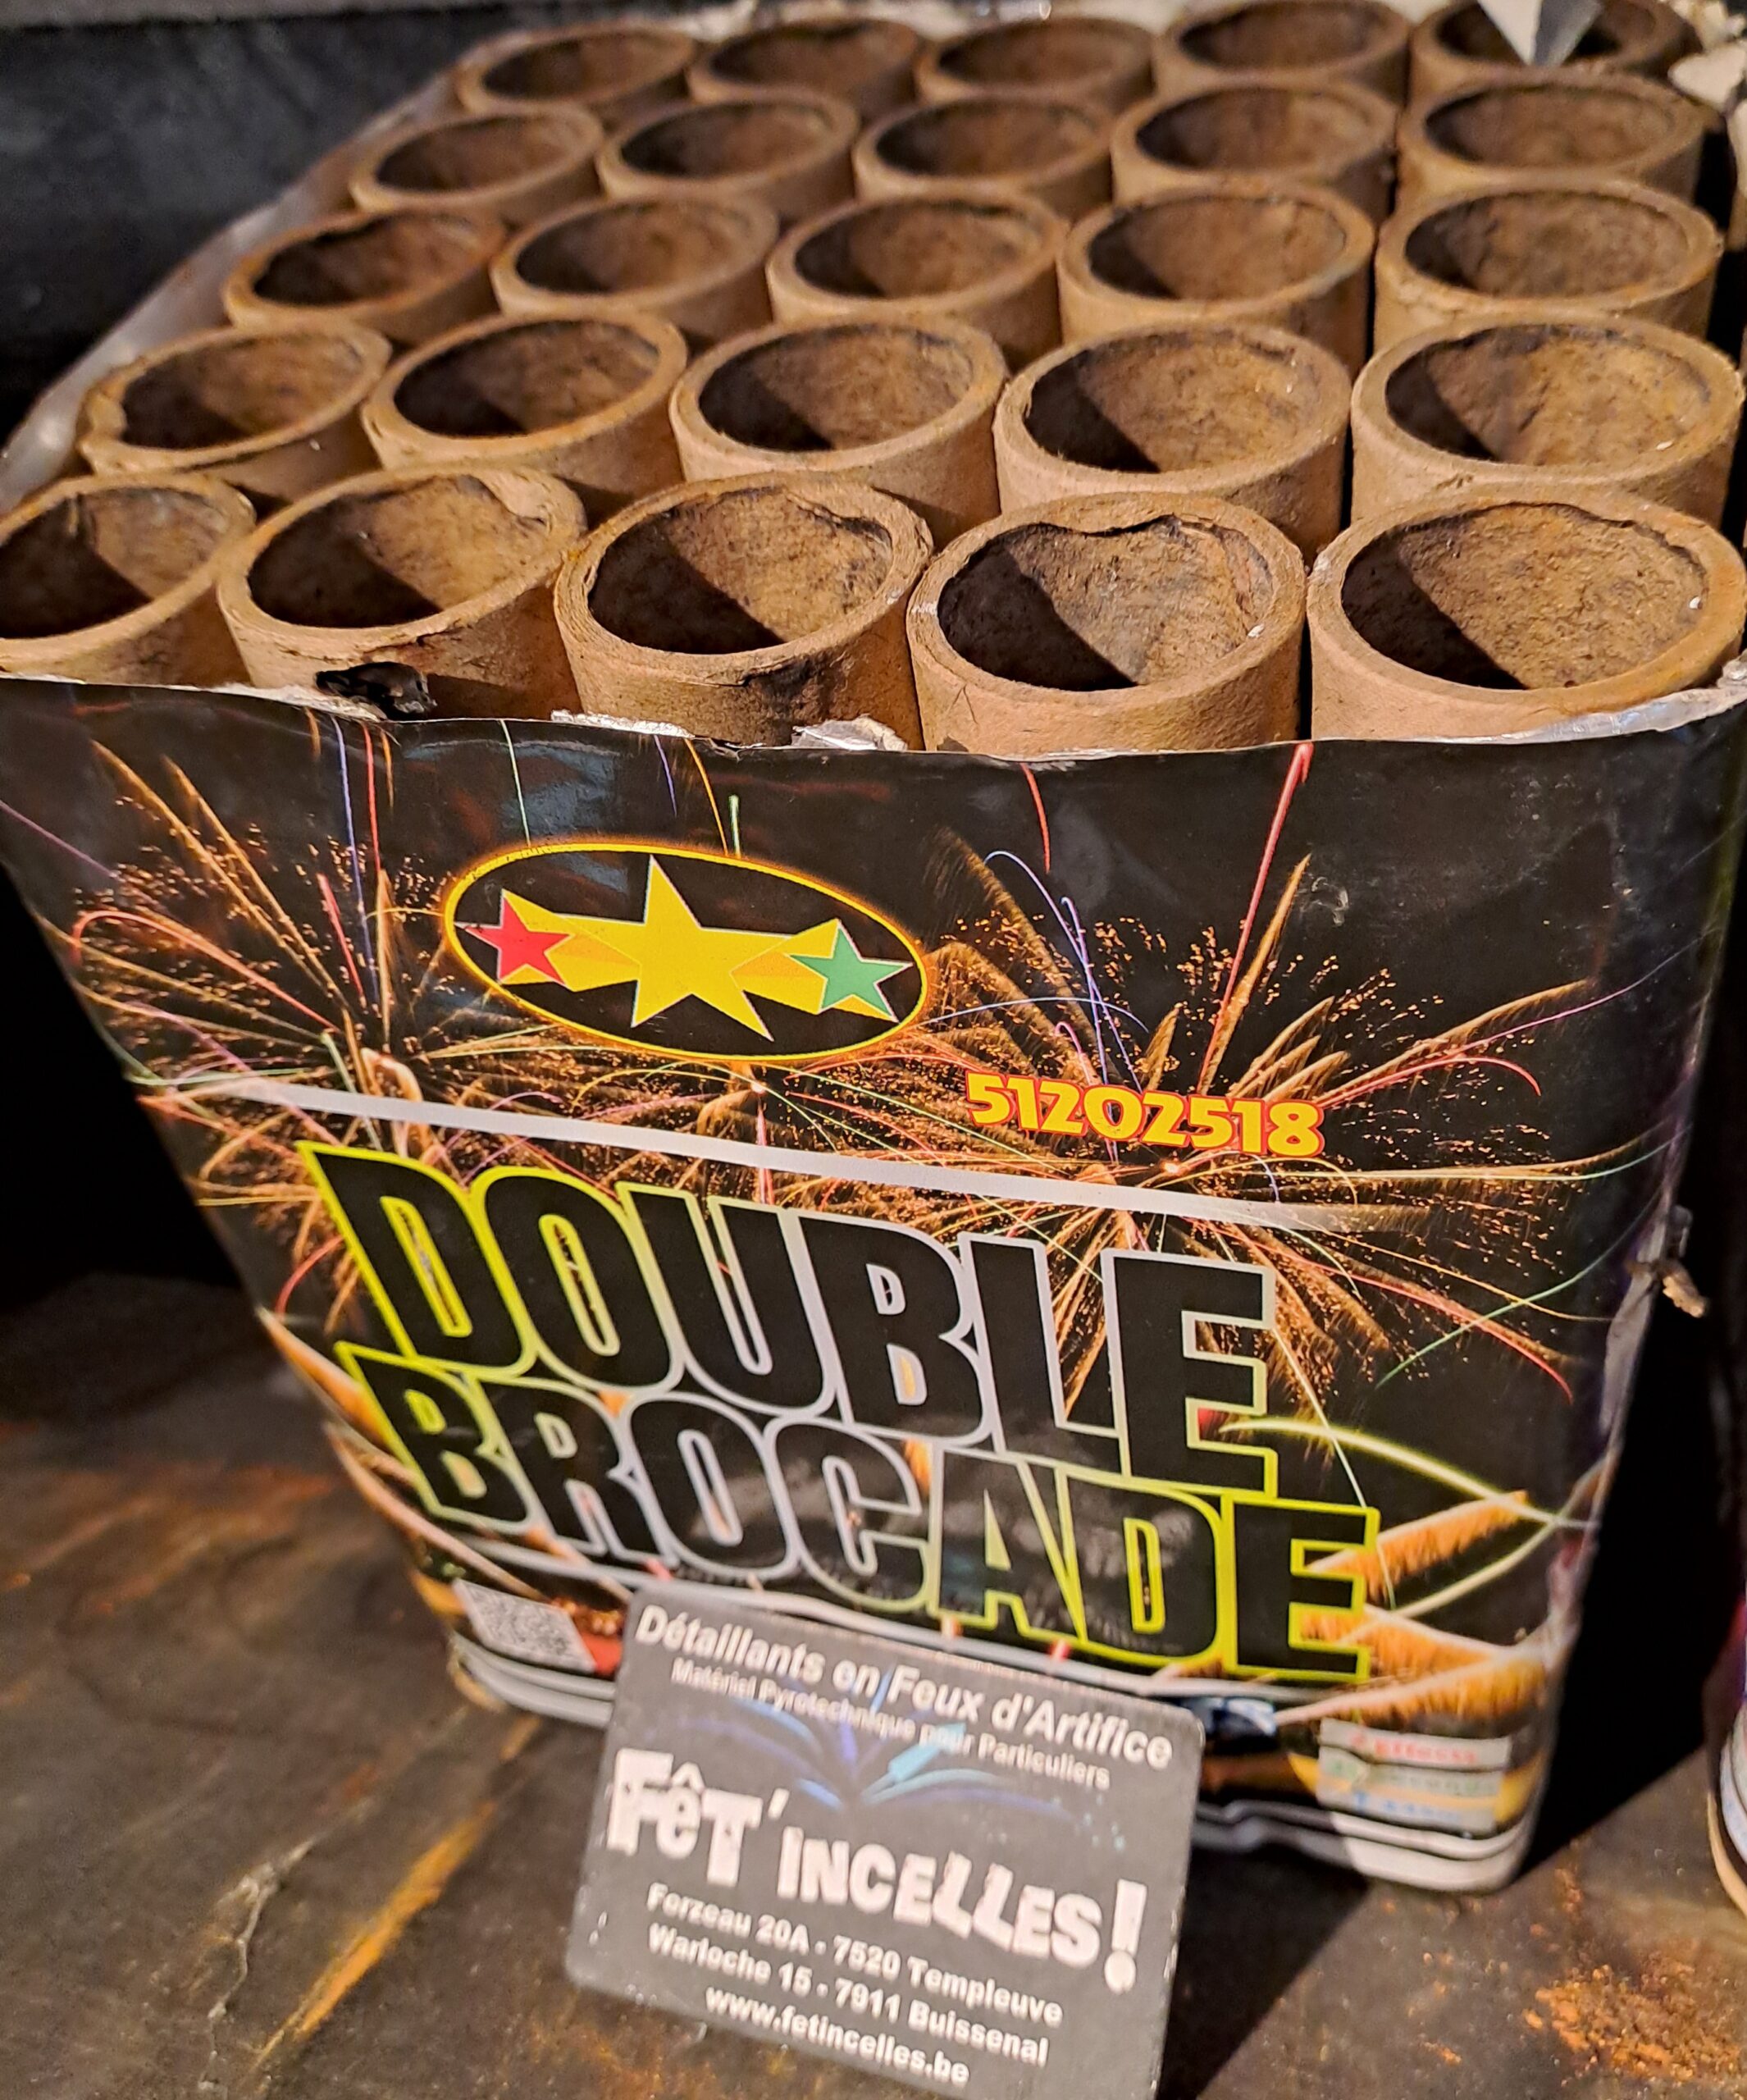 51202518
DOUBLE
BROCADE
Détaillants en Feux d'Artifice
Matériel Pyrotechnique pour Particuliers
FÊT'INCELLES!
Forzeau 20A - 7520 Templeuve
Warloche 15 - 7911 Buissenal
www.fetincelles.be